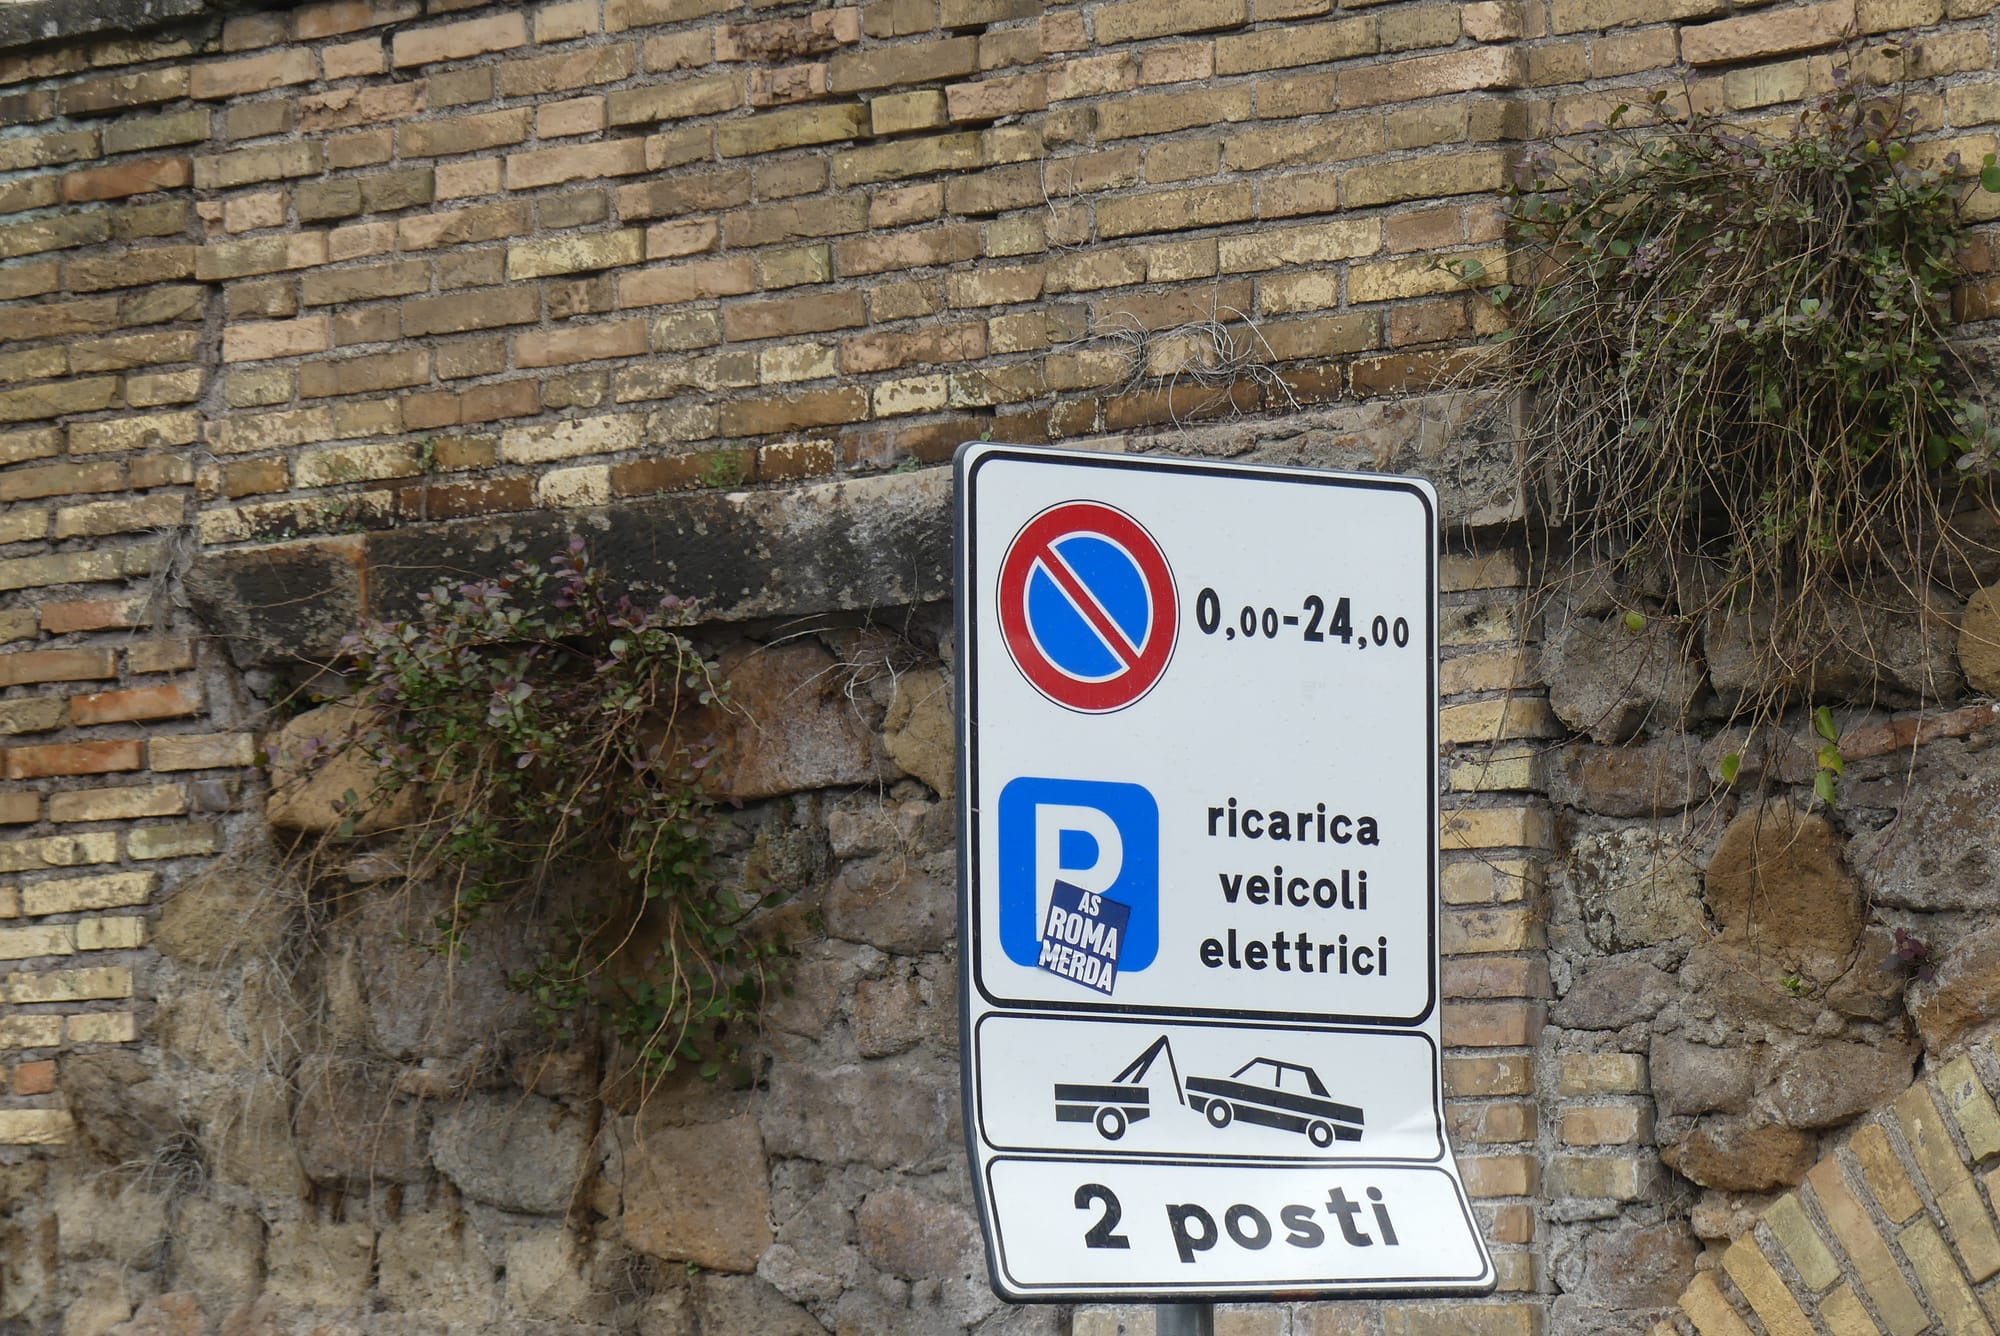 0,00-24,00
P
ricarica
veicoli
elettrici
AS
ROMA
MERDA
2 posti